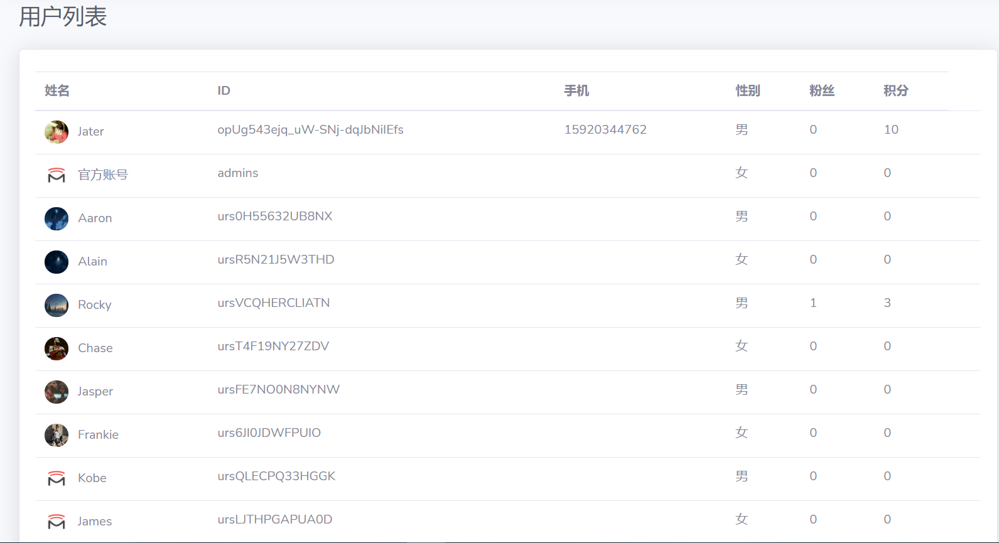 用户列表
姓名 ID 手机 性别 粉丝 积分
Jater opUg543ejq_uW-SNj-dqJbNiIEfs 15920344762 男 0 10
官方账号 admins 女 0 0
Aaron urs0H55632UB8NX 男 0 0
Alain ursR5N21J5W3THD 女 0 0
Rocky ursVCQHERCLIATN 男 1 3
Chase ursT4F19NY27ZDV 女 0 0
Jasper ursFE7NO0N8NYNW 男 0 0
Frankie urs6JI0JDWFPUIO 女 0 0
Kobe ursQLECPQ33HGGK 男 0 0
James ursLJTHPGAPUA0D 女 0 0